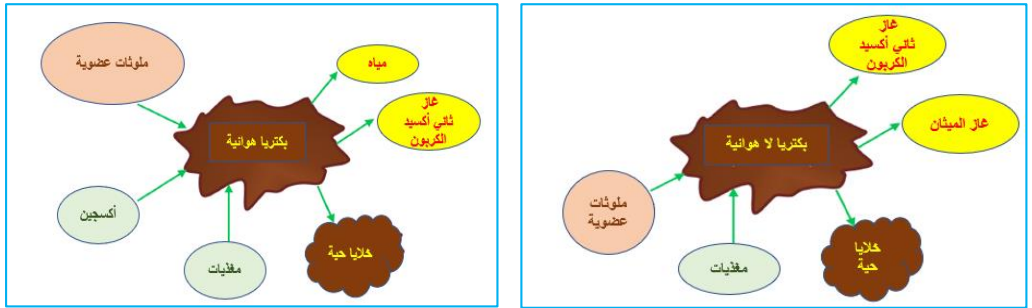 غاز
ثاني أكسيد
الكربون
غاز الميثان
بكتريا لا هوائية
ملوثات
عضوية
مغذيات
خلايا
حية
ملوثات عضوية
مياه
غاز
ثاني أكسيد
الكربون
بكتريا هوائية
أكسجين
مغذيات
خلايا حية